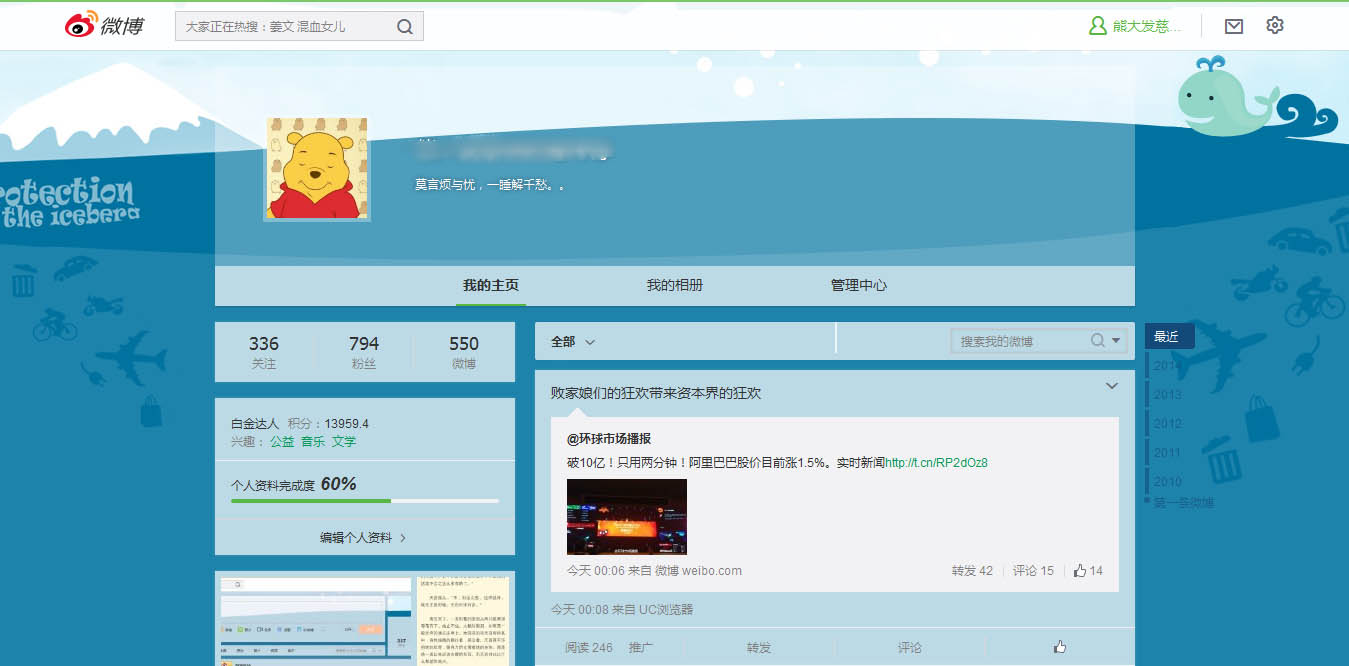 微博
大家正在热搜：姜文 混血女儿
熊大发慈...
rotection
the iceberg
莫言烦与忧，一睡解千愁。。
我的主页
我的相册
管理中心
336
794
550
关注
粉丝
微博
白金达人 积分：13959.4
兴趣：公益 音乐 文学
个人资料完成度 60%
编辑个人资料
全部
搜索我的微博
败家娘们的狂欢带来资本界的狂欢
@环球市场播报
破10亿！只用两分钟！阿里巴巴股价目前涨1.5%。实时新闻http://t.cn/RP2dOz8
今天 00:06 来自 微博 weibo.com
转发 42
评论 15
14
今天 00:08 来自 UC浏览器
阅读 246
推广
转发
评论
最近
2014
2013
2012
2011
2010
第一条微博